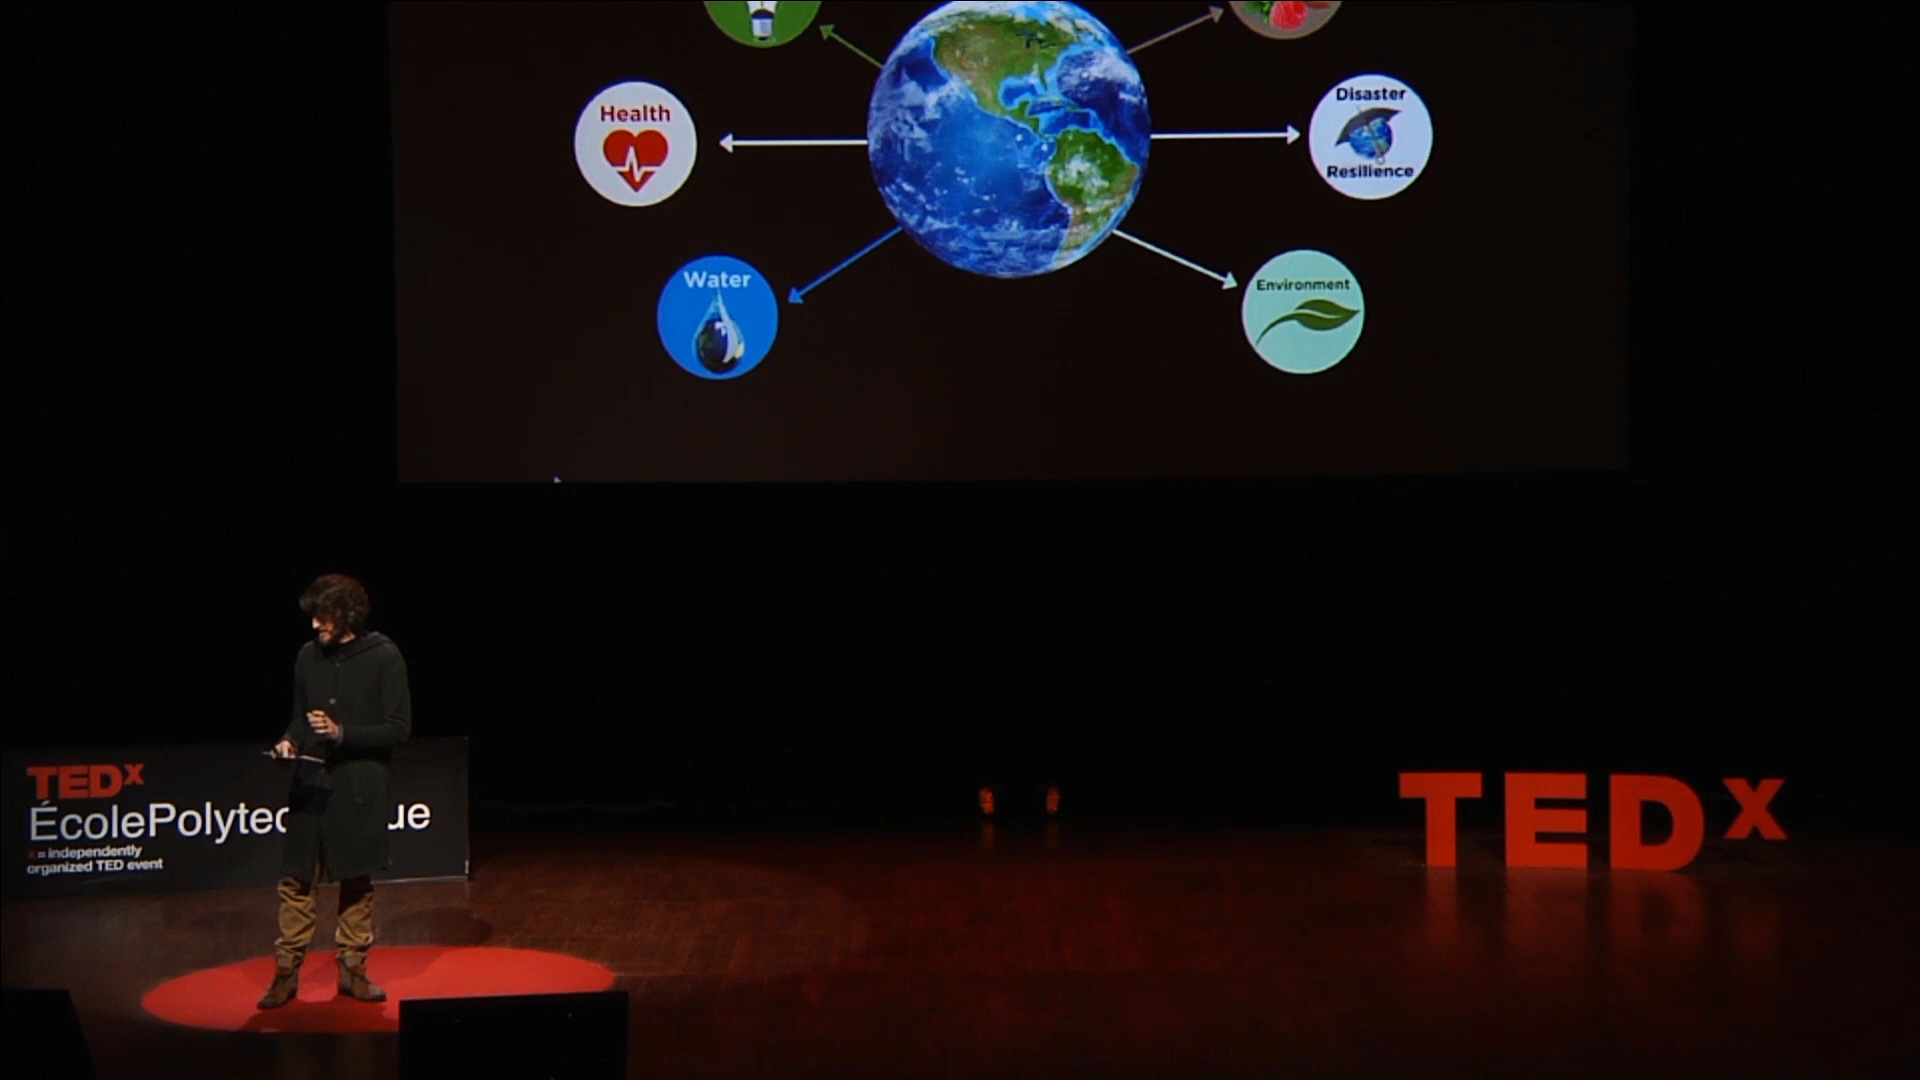 Health
Disaster
Resilience
Water
Environment
TEDx
ÉcolePolytec ue
x = independently
organized TED event
TEDx